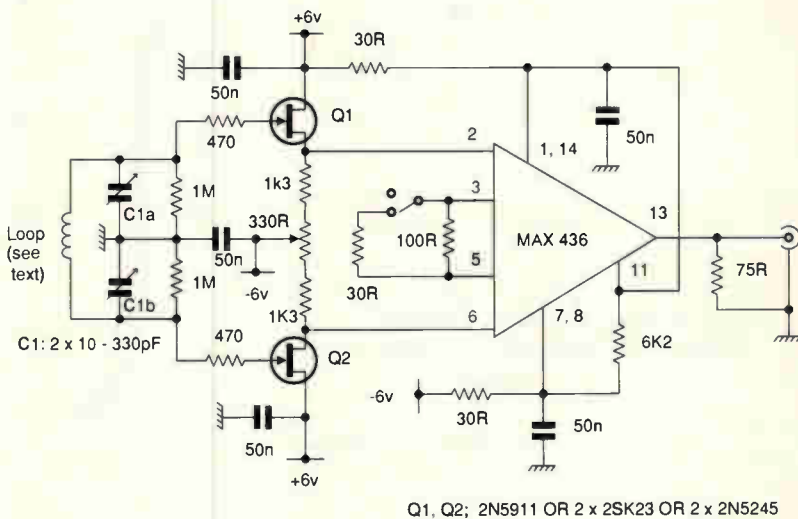 +6v
30R
50n
Q1
50n
470
2
1, 14
1k3
3
13
C1a
1M
330R
MAX 436
Loop
(see
text)
100R
11
50n
5
75R
-6v
C1b
1M
30R
1K3
6
7, 8
6K2
C1: 2 x 10 - 330pF
470
Q2
-6v
30R
50n
50n
+6v
Q1, Q2; 2N5911 OR 2 x 2SK23 OR 2 x 2N5245